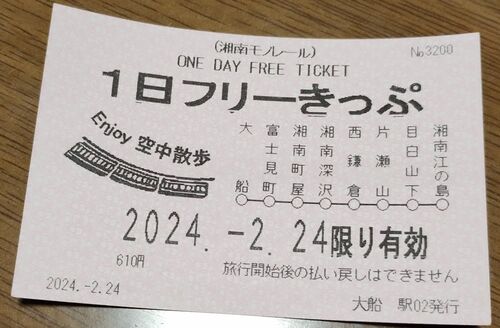 (湘南モノレール)
№3200
ONE DAY FREE TICKET
1日フリーきっぷ
Enjoy 空中散歩
大船
富士見町
湘南町屋
湘南深沢
西鎌倉
片瀬山
目白山下
湘南江の島
2024.-2.24限り有効
610円
旅行開始後の払い戻しはできません
2024.-2.24
大船 駅02発行